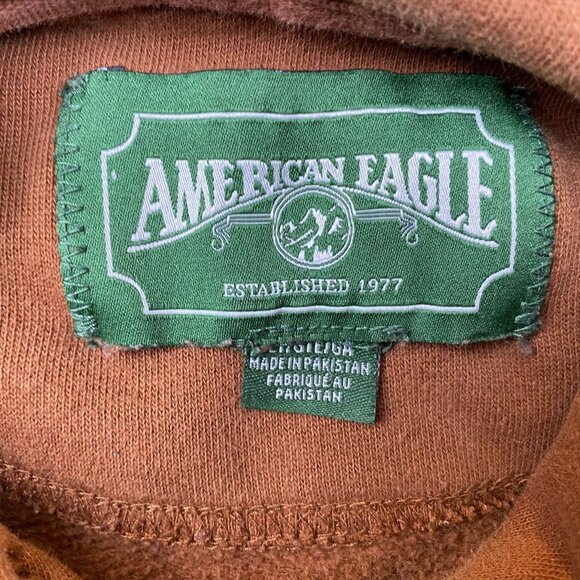 AMERICAN EAGLE
ESTABLISHED 1977
MADE IN PAKISTAN
FABRIQUÉ AU
PAKISTAN